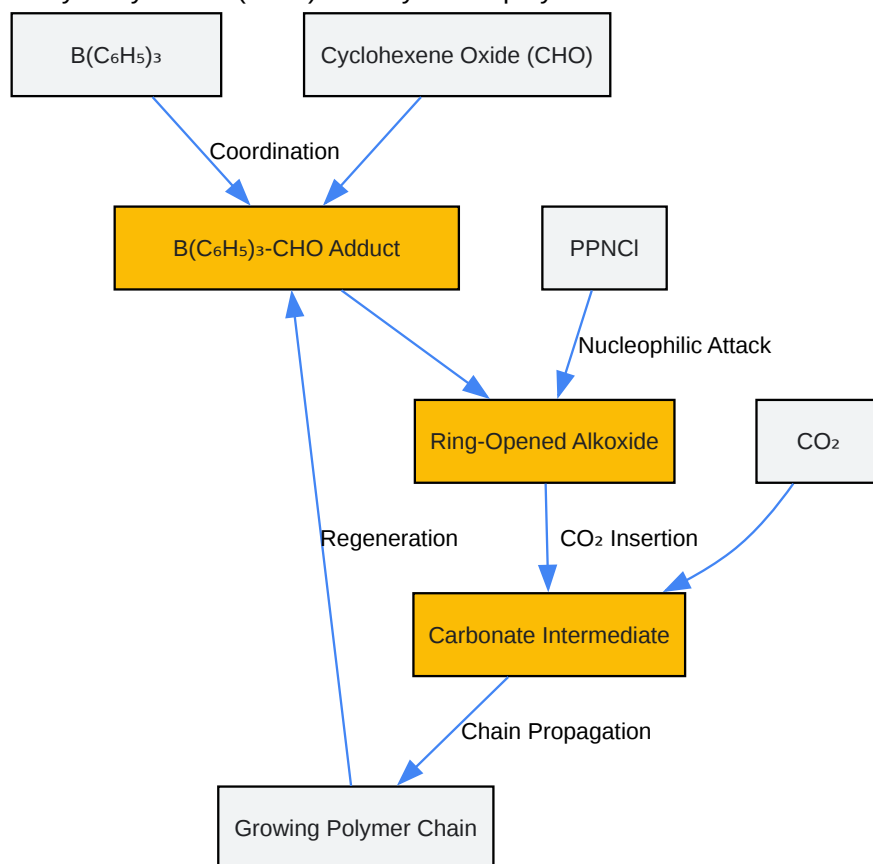 B(C₆H₅)₃
Cyclohexene Oxide (CHO)
Coordination
B(C₆H₅)₃-CHO Adduct
PPNCl
Nucleophilic Attack
Ring-Opened Alkoxide
CO₂
Regeneration
CO₂ Insertion
Carbonate Intermediate
Chain Propagation
Growing Polymer Chain